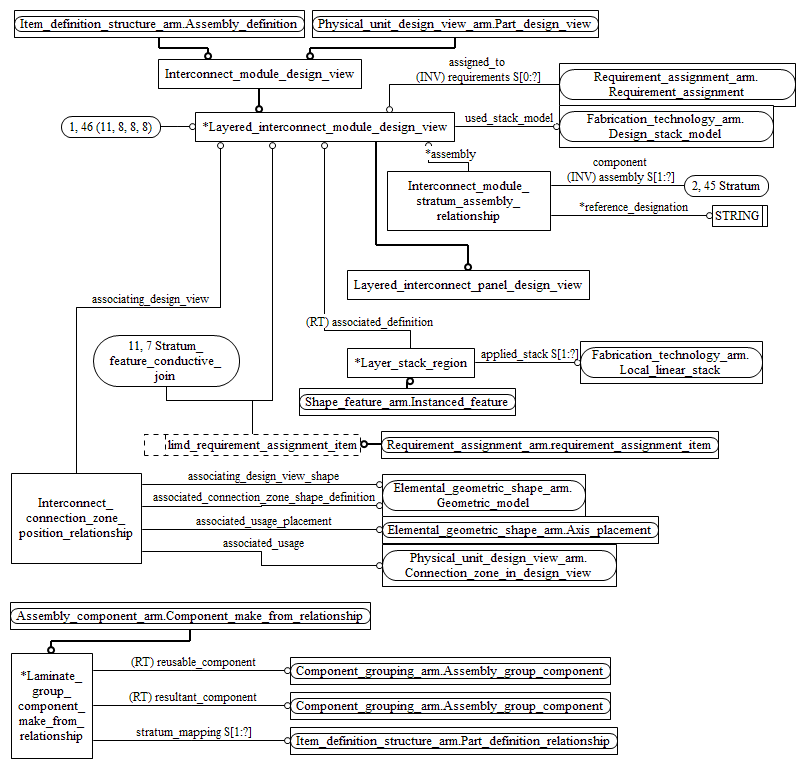 Item_definition_structure_arm.Assembly_definition
Physical_unit_design_view_arm.Part_design_view
Interconnect_module_design_view
assigned_to
(INV) requirements S[0:?]
Requirement_assignment_arm.
Requirement_assignment
1, 46 (11, 8, 8, 8)
*Layered_interconnect_module_design_view
used_stack_model
Fabrication_technology_arm.
Design_stack_model
*assembly
Interconnect_module_
stratum_assembly_
relationship
component
(INV) assembly S[1:?]
2, 45 Stratum
*reference_designation
STRING
Layered_interconnect_panel_design_view
associating_design_view
(RT) associated_definition
11, 7 Stratum_
feature_conductive_
join
*Layer_stack_region
applied_stack S[1:?]
Fabrication_technology_arm.
Local_linear_stack
Shape_feature_arm.Instanced_feature
limd_requirement_assignment_item
Requirement_assignment_arm.requirement_assignment_item
Interconnect_
connection_zone_
position_relationship
associating_design_view_shape
associated_connection_zone_shape_definition
Elemental_geometric_shape_arm.
Geometric_model
associated_usage_placement
Elemental_geometric_shape_arm.Axis_placement
associated_usage
Physical_unit_design_view_arm.
Connection_zone_in_design_view
Assembly_component_arm.Component_make_from_relationship
*Laminate_
group_
component_
make_from_
relationship
(RT) reusable_component
Component_grouping_arm.Assembly_group_component
(RT) resultant_component
Component_grouping_arm.Assembly_group_component
stratum_mapping S[1:?]
Item_definition_structure_arm.Part_definition_relationship